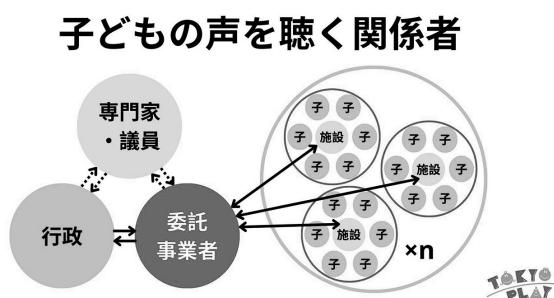 子どもの声を聴く関係者
専門家
・議員
行政
委託
事業者
子 子
子 施設 子
子 子
子 子
子 施設 子
子 子
子 子
子 施設 子
子 子
×n
TOKYO
PLAY